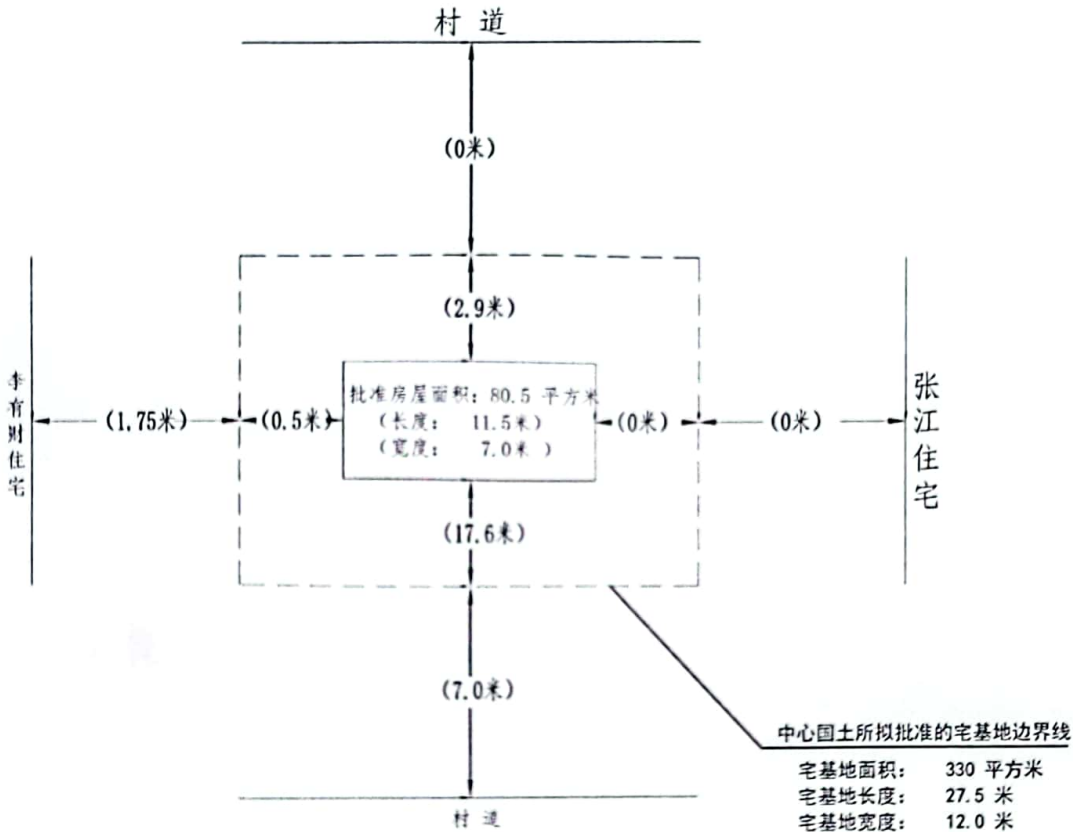 村 道
(0米)
(2.9米)
李有财住宅
(1.75米)
(0.5米)
批准房屋面积: 80.5 平方米
(长度: 11.5米)
(宽度: 7.0米 )
(0米)
(0米)
张江住宅
(17.6米)
(7.0米)
中心国土所拟批准的宅基地边界线
宅基地面积: 330 平方米
宅基地长度: 27.5 米
宅基地宽度: 12.0 米
村 道